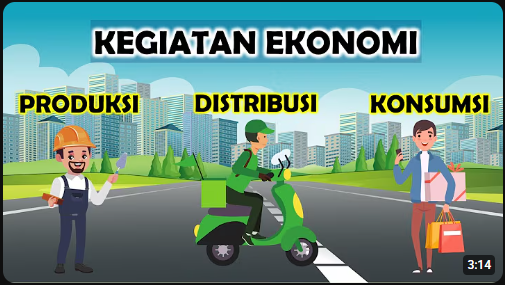 KEGIATAN EKONOMI
PRODUKSI DISTRIBUSI KONSUMSI
3:14